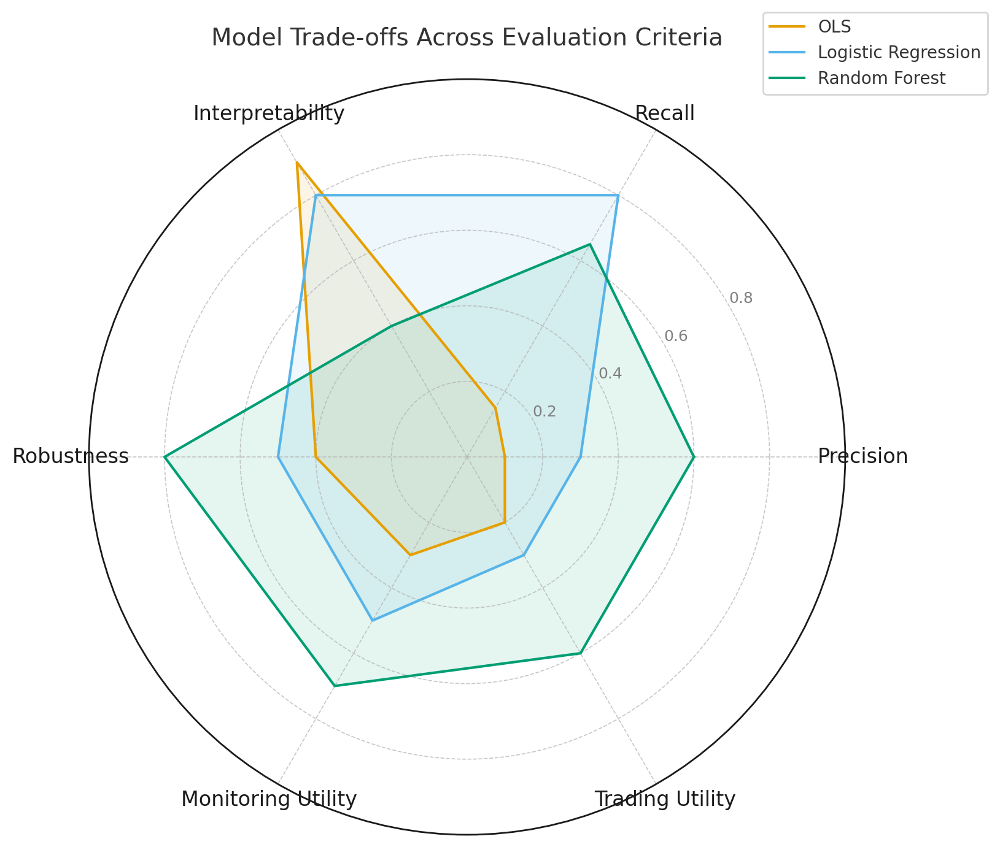 Model Trade-offs Across Evaluation Criteria
OLS
Logistic Regression
Random Forest
Interpretability
Recall
0.8
0.6
0.4
0.2
Robustness
Precision
Monitoring Utility
Trading Utility